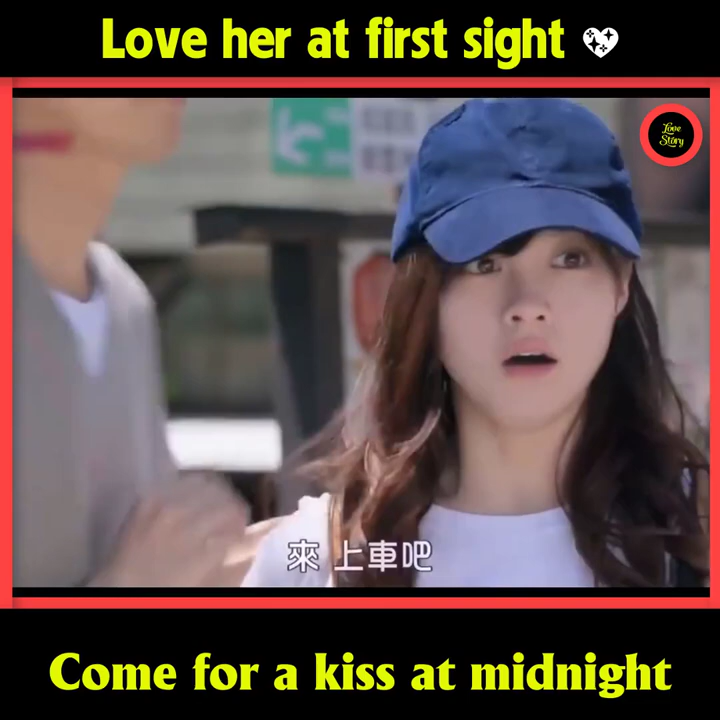 Love her at first sight 💖
Love
Story
來 上車吧
Come for a kiss at midnight